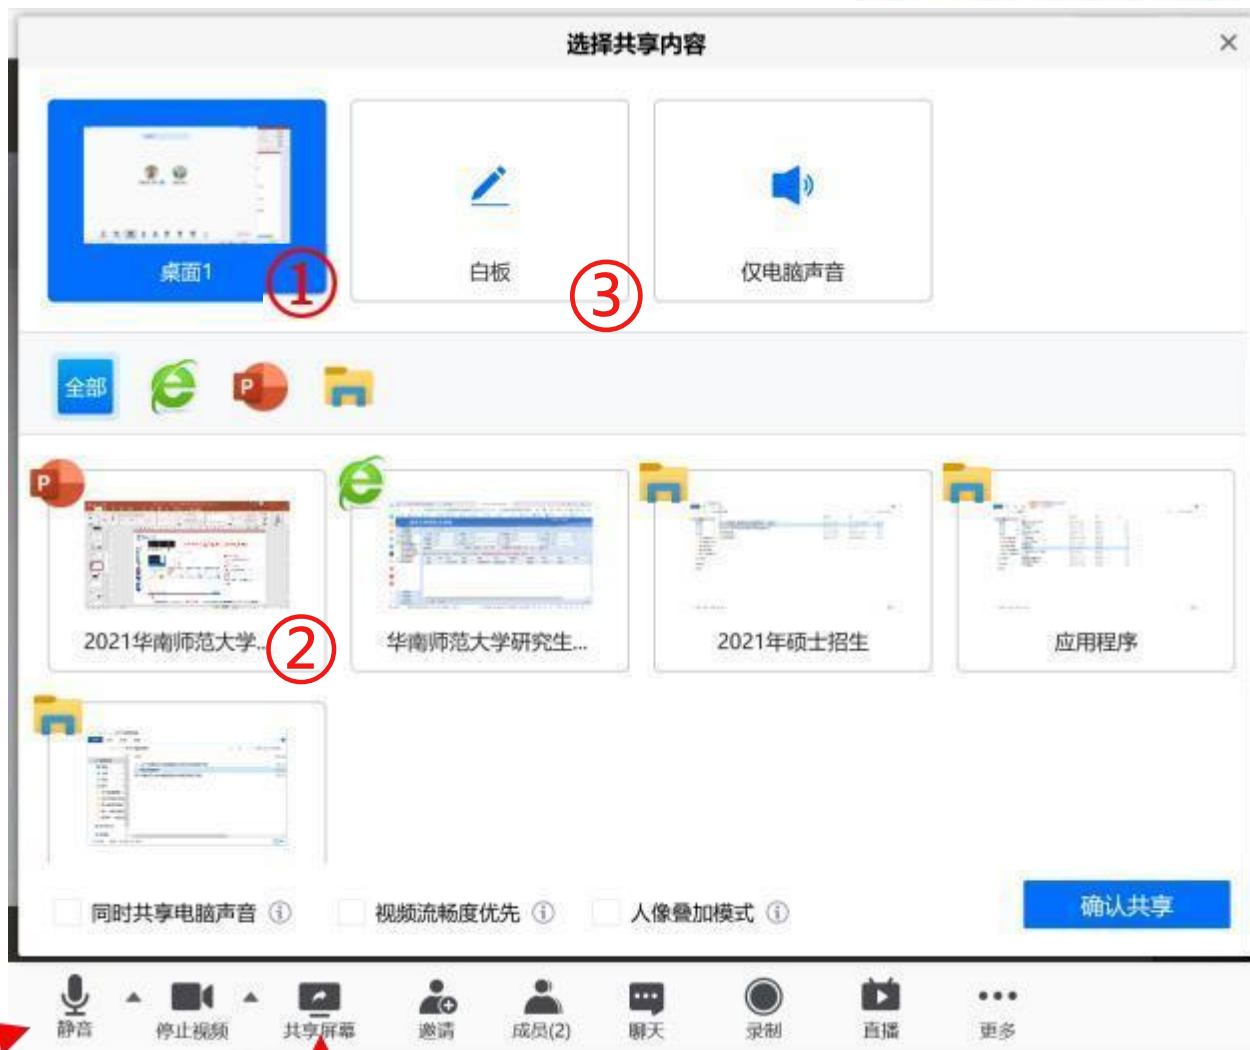 选择共享内容
桌面1
①
白板
③
仅电脑声音
全部
2021华南师范大学...
②
华南师范大学研究生...
2021年硕士招生
应用程序
同时共享电脑声音
视频流畅度优先
人像叠加模式
确认共享
静音
停止视频
共享屏幕
邀请
成员(2)
聊天
录制
直播
更多